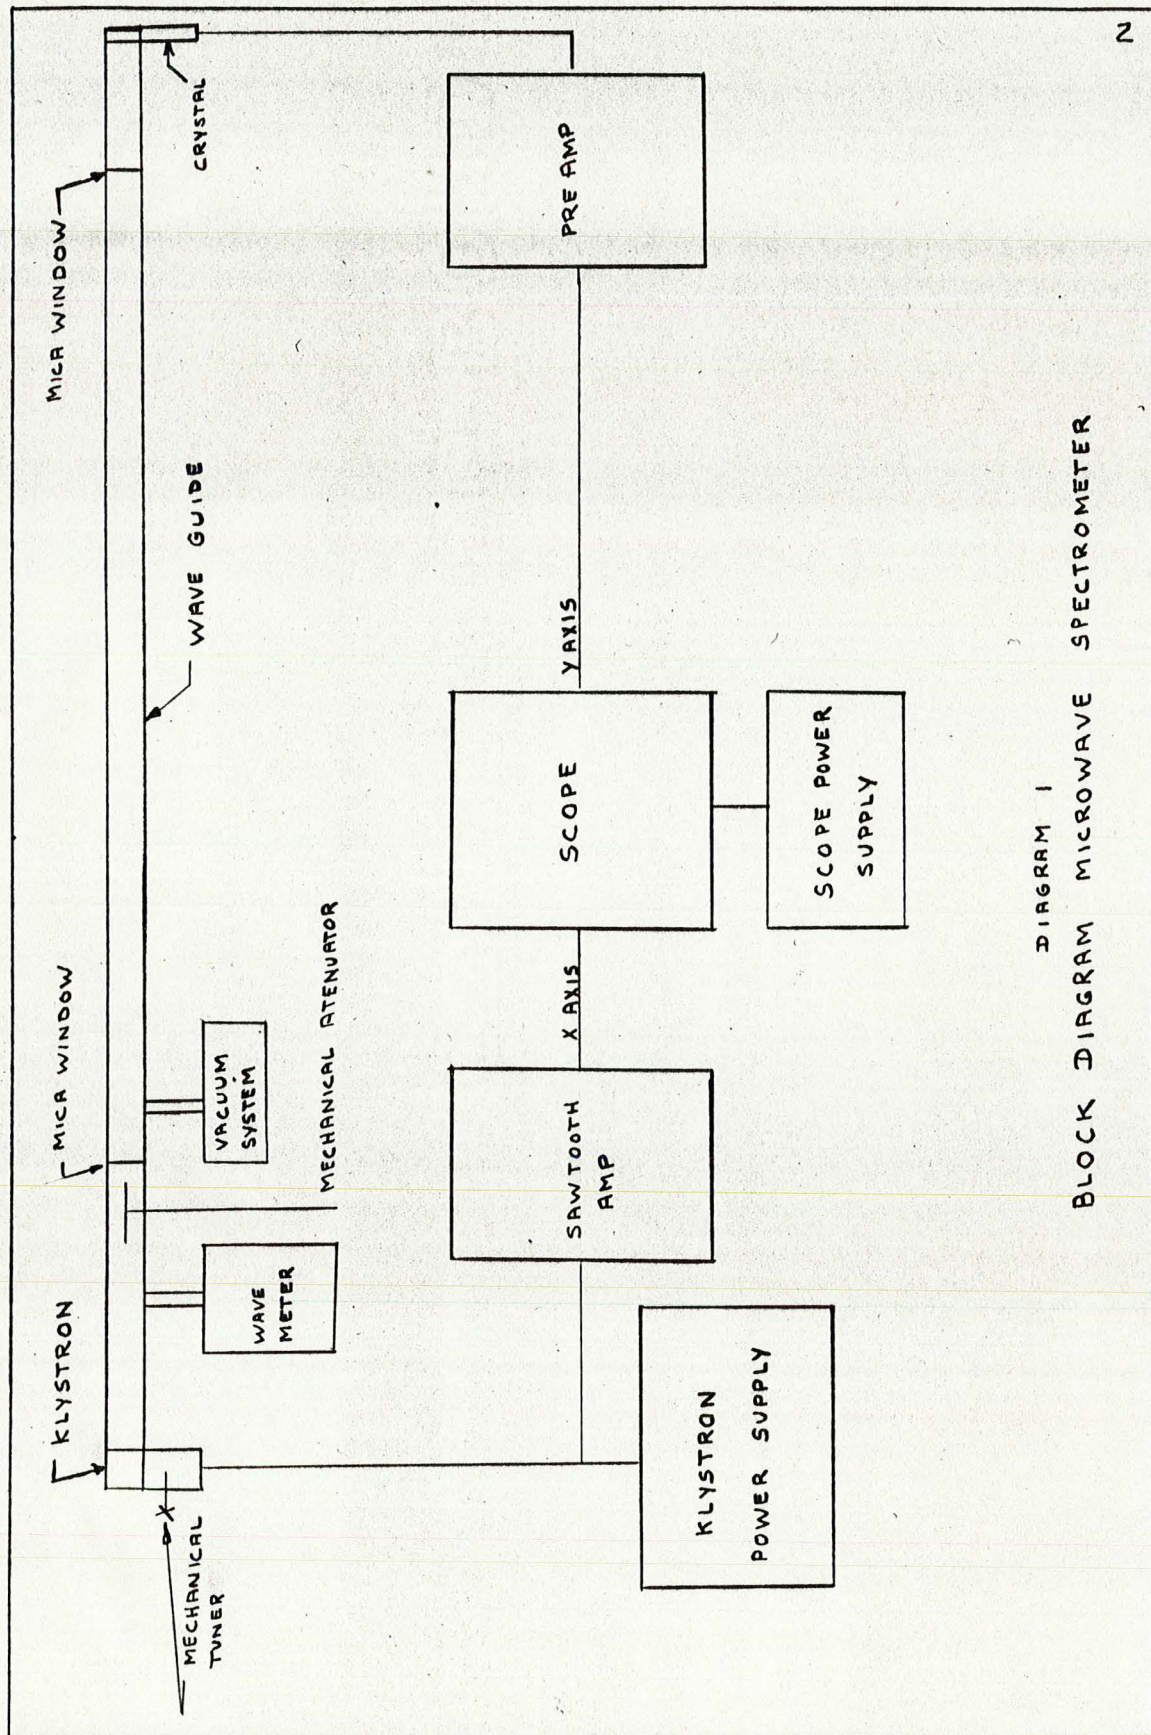 2
MICA WINDOW
CRYSTAL
WAVE GUIDE
MICA WINDOW
VACUUM
SYSTEM
MECHANICAL ATENUATOR
KLYSTRON
WAVE
METER
MECHANICAL
TUNER
PRE AMP
Y AXIS
SCOPE
SCOPE POWER
SUPPLY
X AXIS
SAWTOOTH
AMP
KLYSTRON
POWER SUPPLY
DIAGRAM 1
BLOCK DIAGRAM MICROWAVE SPECTROMETER